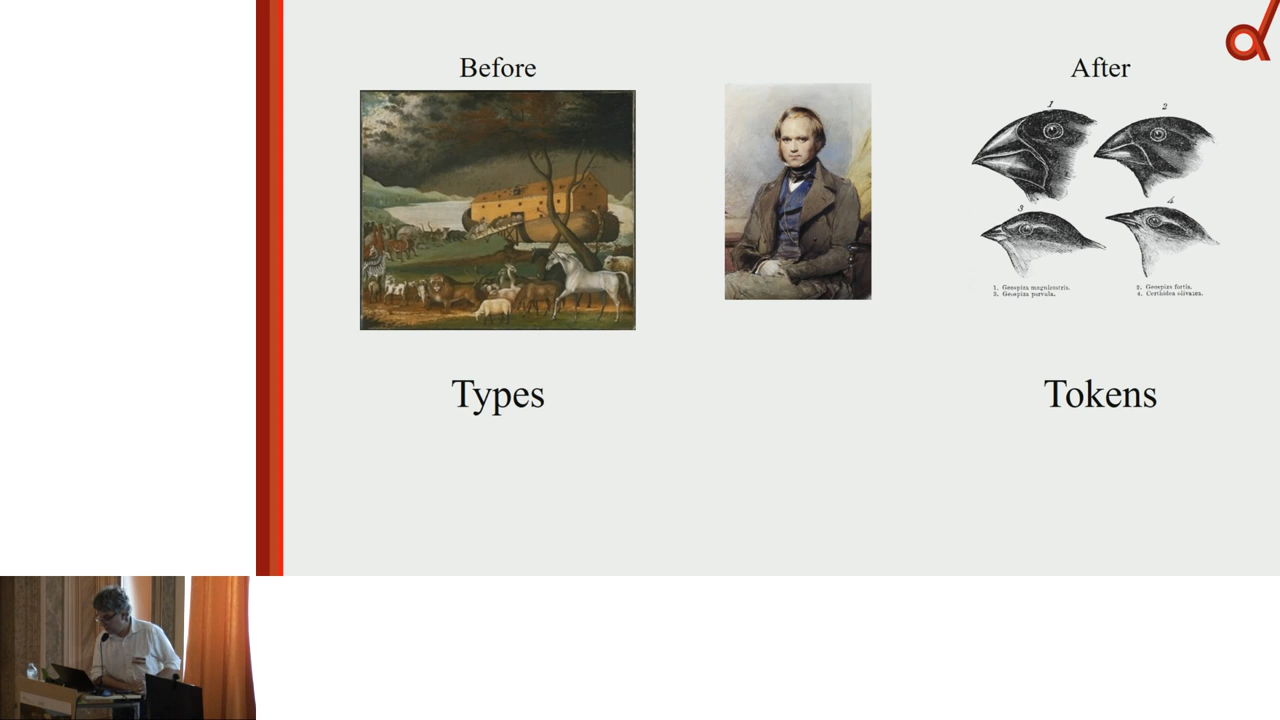 Before
After
1
2
3
4
1. Geospiza magnirostris.
2. Geospiza fortis.
3. Geospiza parvula.
4. Certhidea olivacea.
Types
Tokens